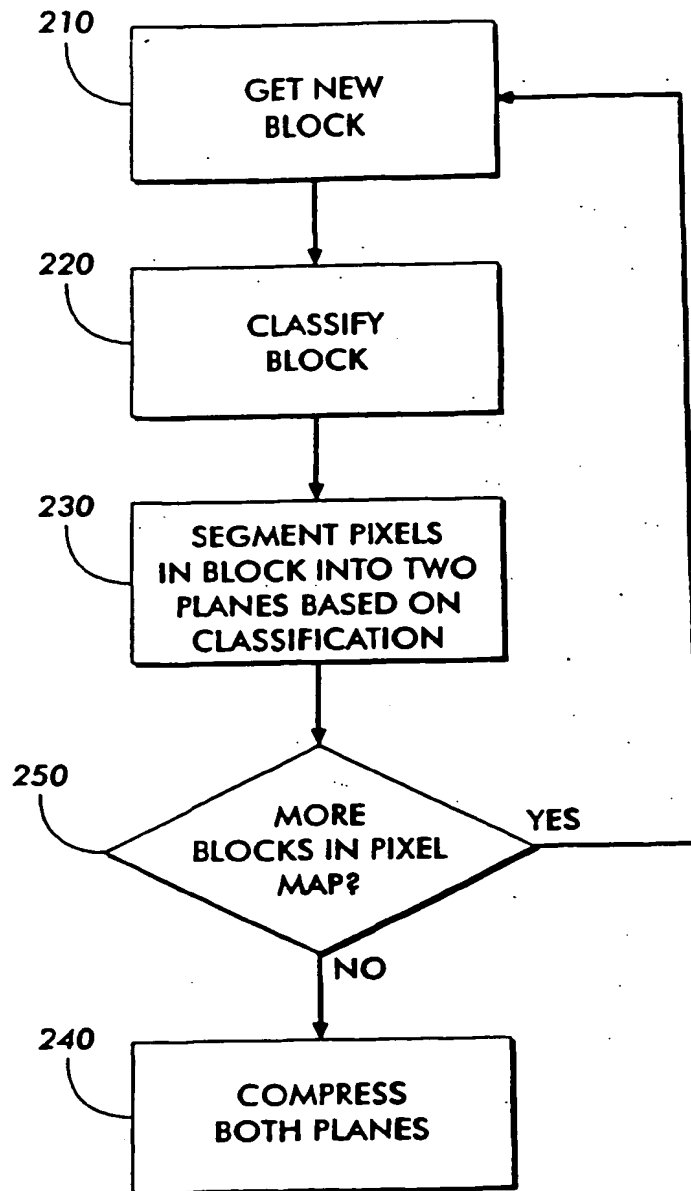 210
GET NEW
BLOCK
220
CLASSIFY
BLOCK
230
SEGMENT PIXELS
IN BLOCK INTO TWO
PLANES BASED ON
CLASSIFICATION
250
MORE
BLOCKS IN PIXEL
MAP?
YES
NO
240
COMPRESS
BOTH PLANES